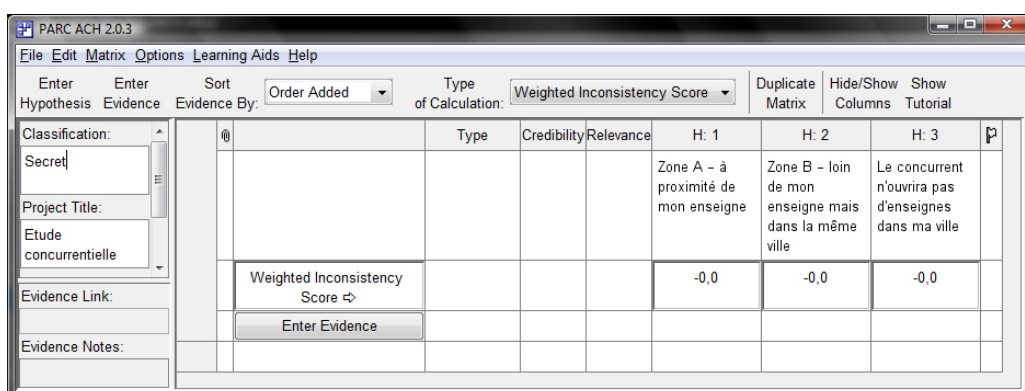 PARC ACH 2.0.3
File Edit Matrix Options Learning Aids Help
Enter Hypothesis
Enter Evidence
Sort Evidence By:
Order Added
Type of Calculation:
Weighted Inconsistency Score
Duplicate Matrix
Hide/Show Columns
Show Tutorial
Classification:
Secret
Project Title:
Etude
concurrentielle
Evidence Link:
Evidence Notes:
Type Credibility Relevance H: 1 H: 2 H: 3
Zone A – à
proximité de
mon enseigne
Zone B – loin
de mon
enseigne mais
dans la même
ville
Le concurrent
n'ouvrira pas
d'enseignes
dans ma ville
Weighted Inconsistency
Score ⇨
-0,0 -0,0 -0,0
Enter Evidence